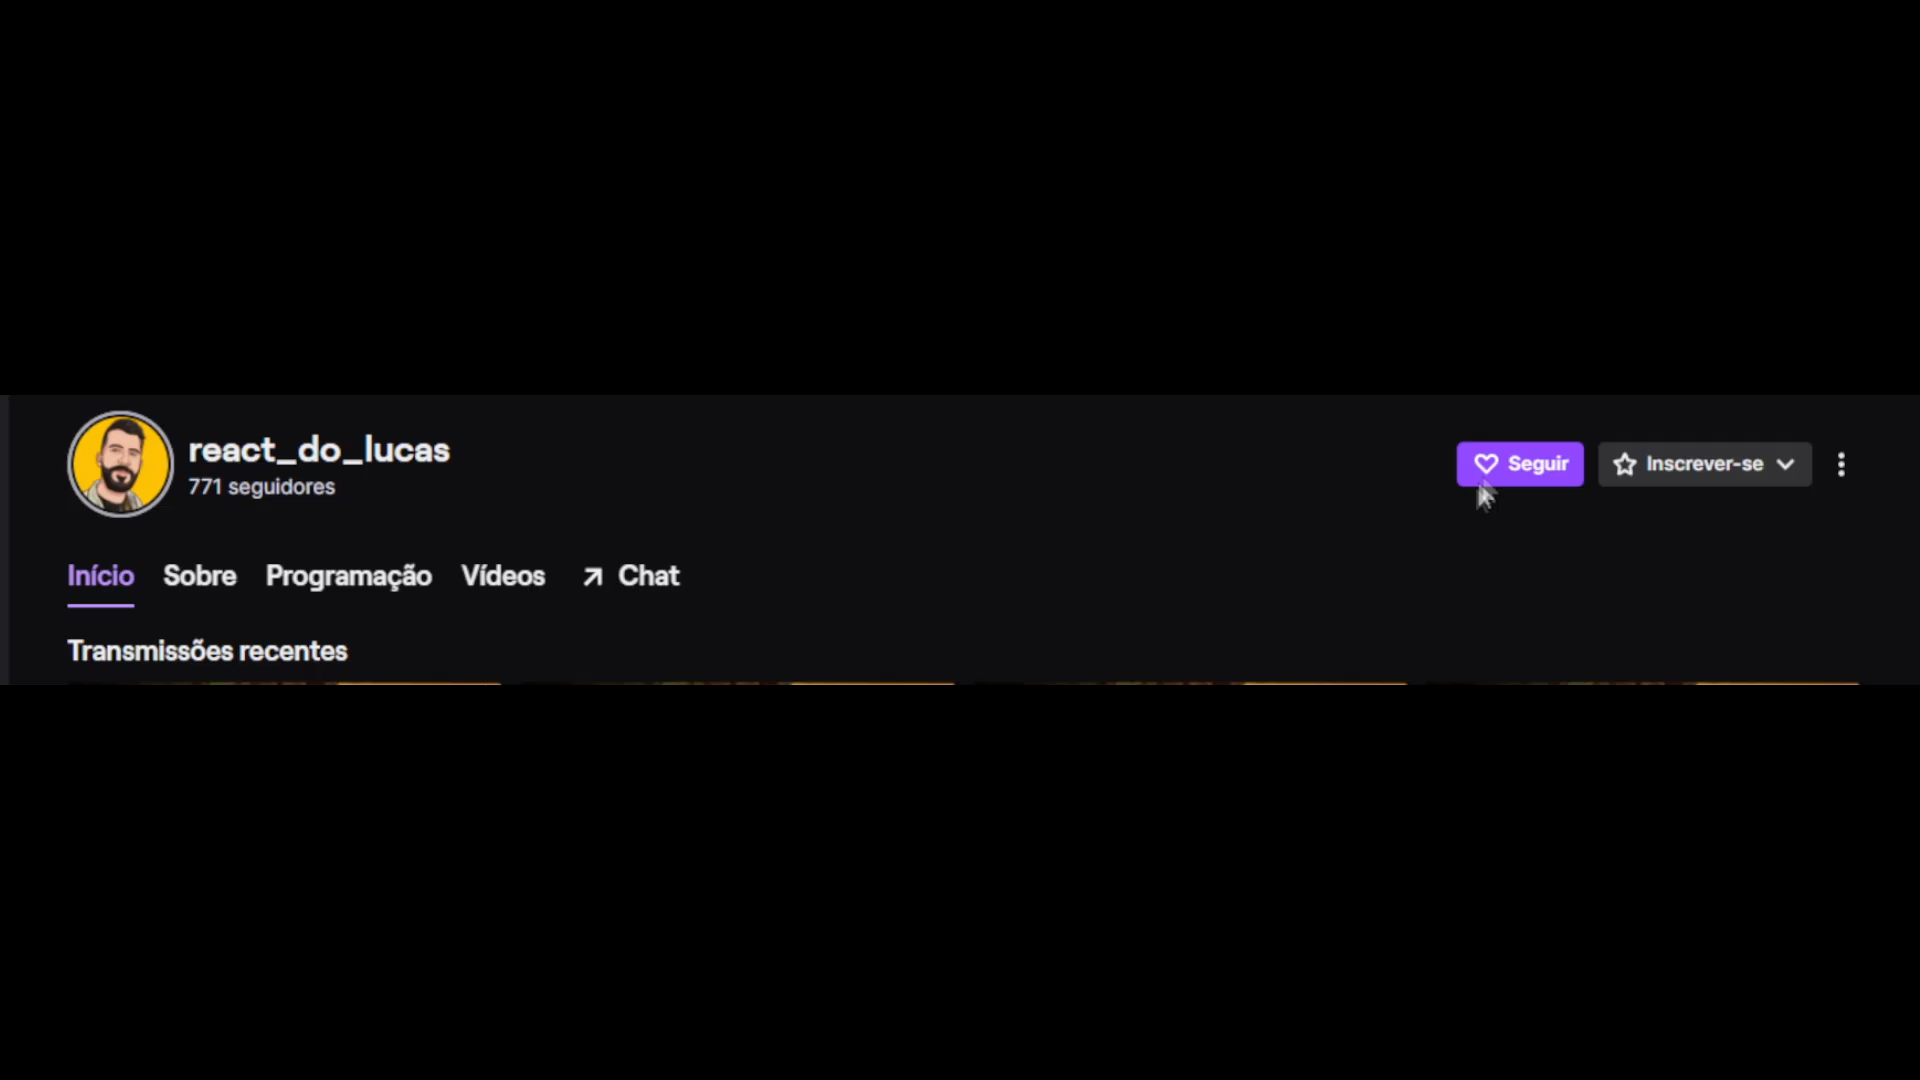 react_do_lucas
771 seguidores
Seguir
Inscrever-se
Início Sobre Programação Vídeos Chat
Transmissões recentes